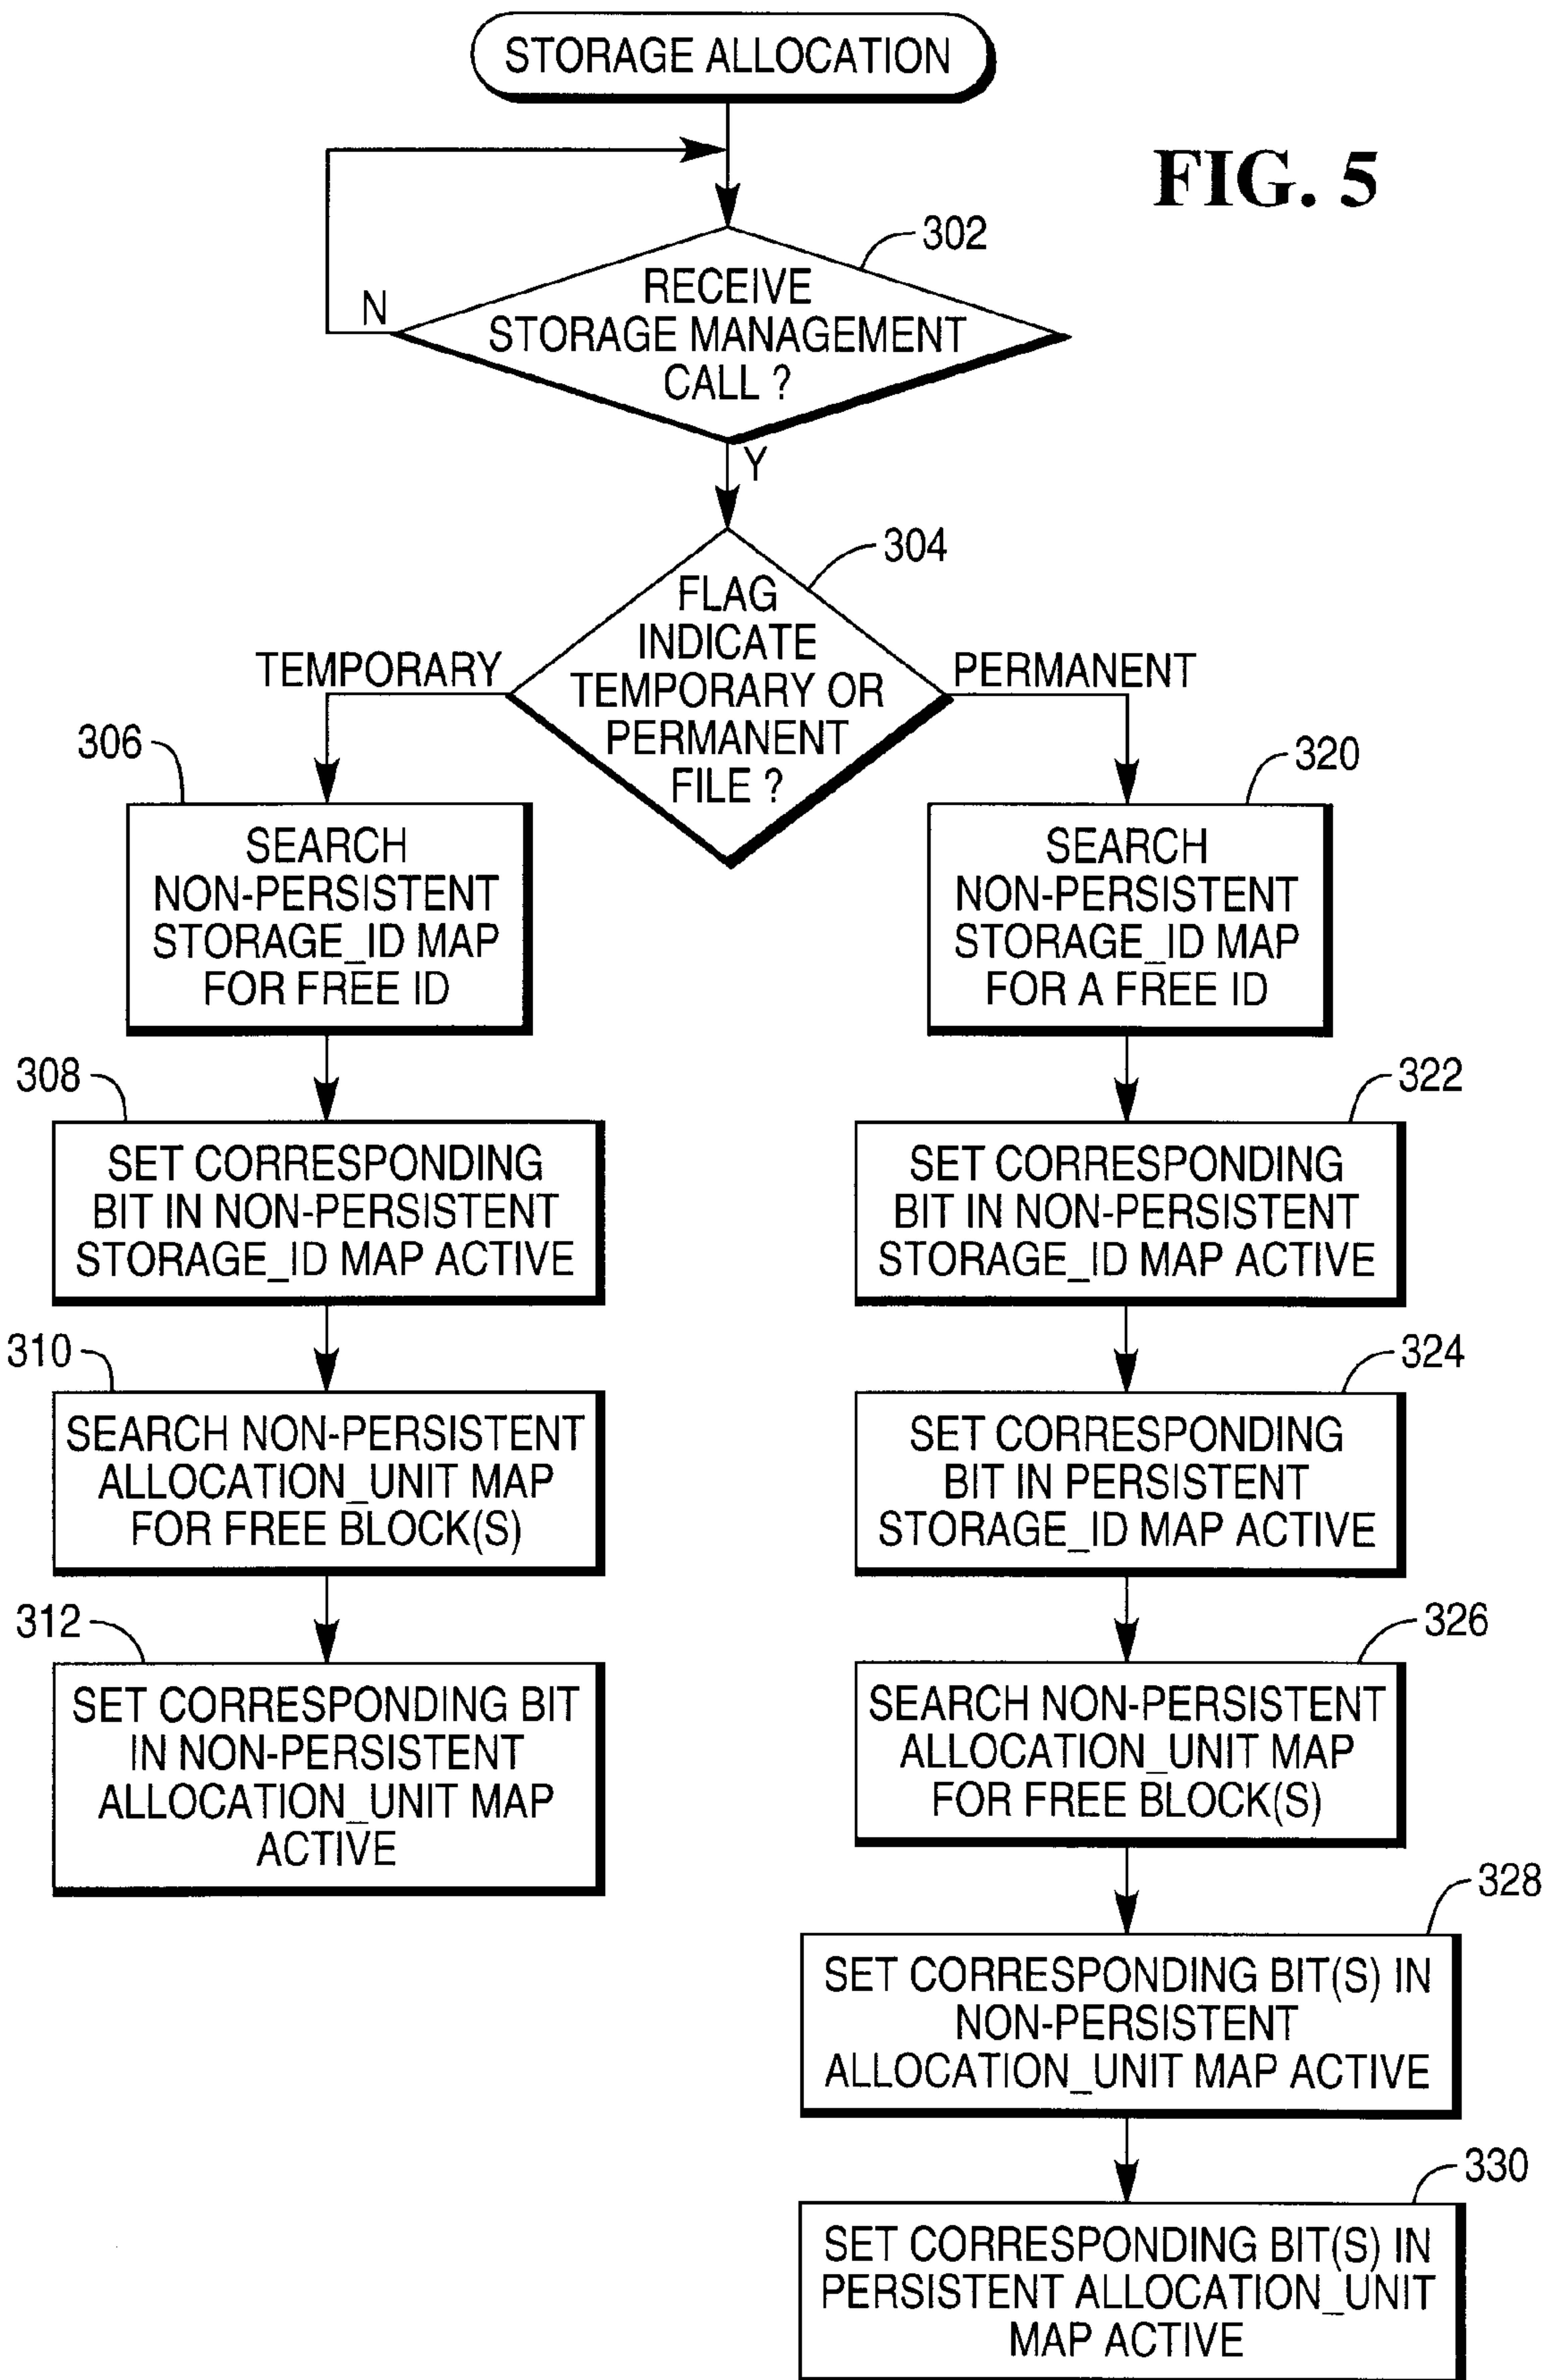 STORAGE ALLOCATION
FIG. 5
302
RECEIVE
STORAGE MANAGEMENT
CALL ?
N
Y
304
FLAG
INDICATE
TEMPORARY OR
PERMANENT
FILE ?
TEMPORARY
PERMANENT
306
SEARCH
NON-PERSISTENT
STORAGE_ID MAP
FOR FREE ID
308
SET CORRESPONDING
BIT IN NON-PERSISTENT
STORAGE_ID MAP ACTIVE
310
SEARCH NON-PERSISTENT
ALLOCATION_UNIT MAP
FOR FREE BLOCK(S)
312
SET CORRESPONDING BIT
IN NON-PERSISTENT
ALLOCATION_UNIT MAP
ACTIVE
320
SEARCH
NON-PERSISTENT
STORAGE_ID MAP
FOR A FREE ID
322
SET CORRESPONDING
BIT IN NON-PERSISTENT
STORAGE_ID MAP ACTIVE
324
SET CORRESPONDING
BIT IN PERSISTENT
STORAGE_ID MAP ACTIVE
326
SEARCH NON-PERSISTENT
ALLOCATION_UNIT MAP
FOR FREE BLOCK(S)
328
SET CORRESPONDING BIT(S) IN
NON-PERSISTENT
ALLOCATION_UNIT MAP ACTIVE
330
SET CORRESPONDING BIT(S) IN
PERSISTENT ALLOCATION_UNIT
MAP ACTIVE